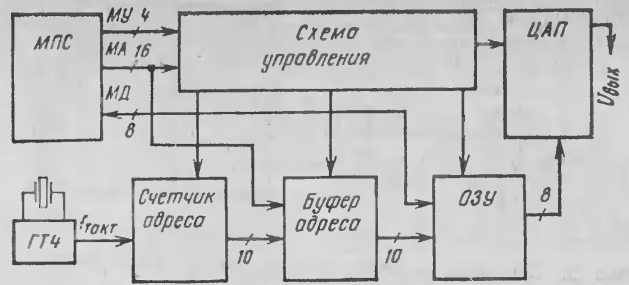 МПС
МУ 4
МА 16
МД
8
Схема
управления
ЦАП
Uвых
ГТЧ
fтакт
Счетчик
адреса
10
Буфер
адреса
10
ОЗУ
8